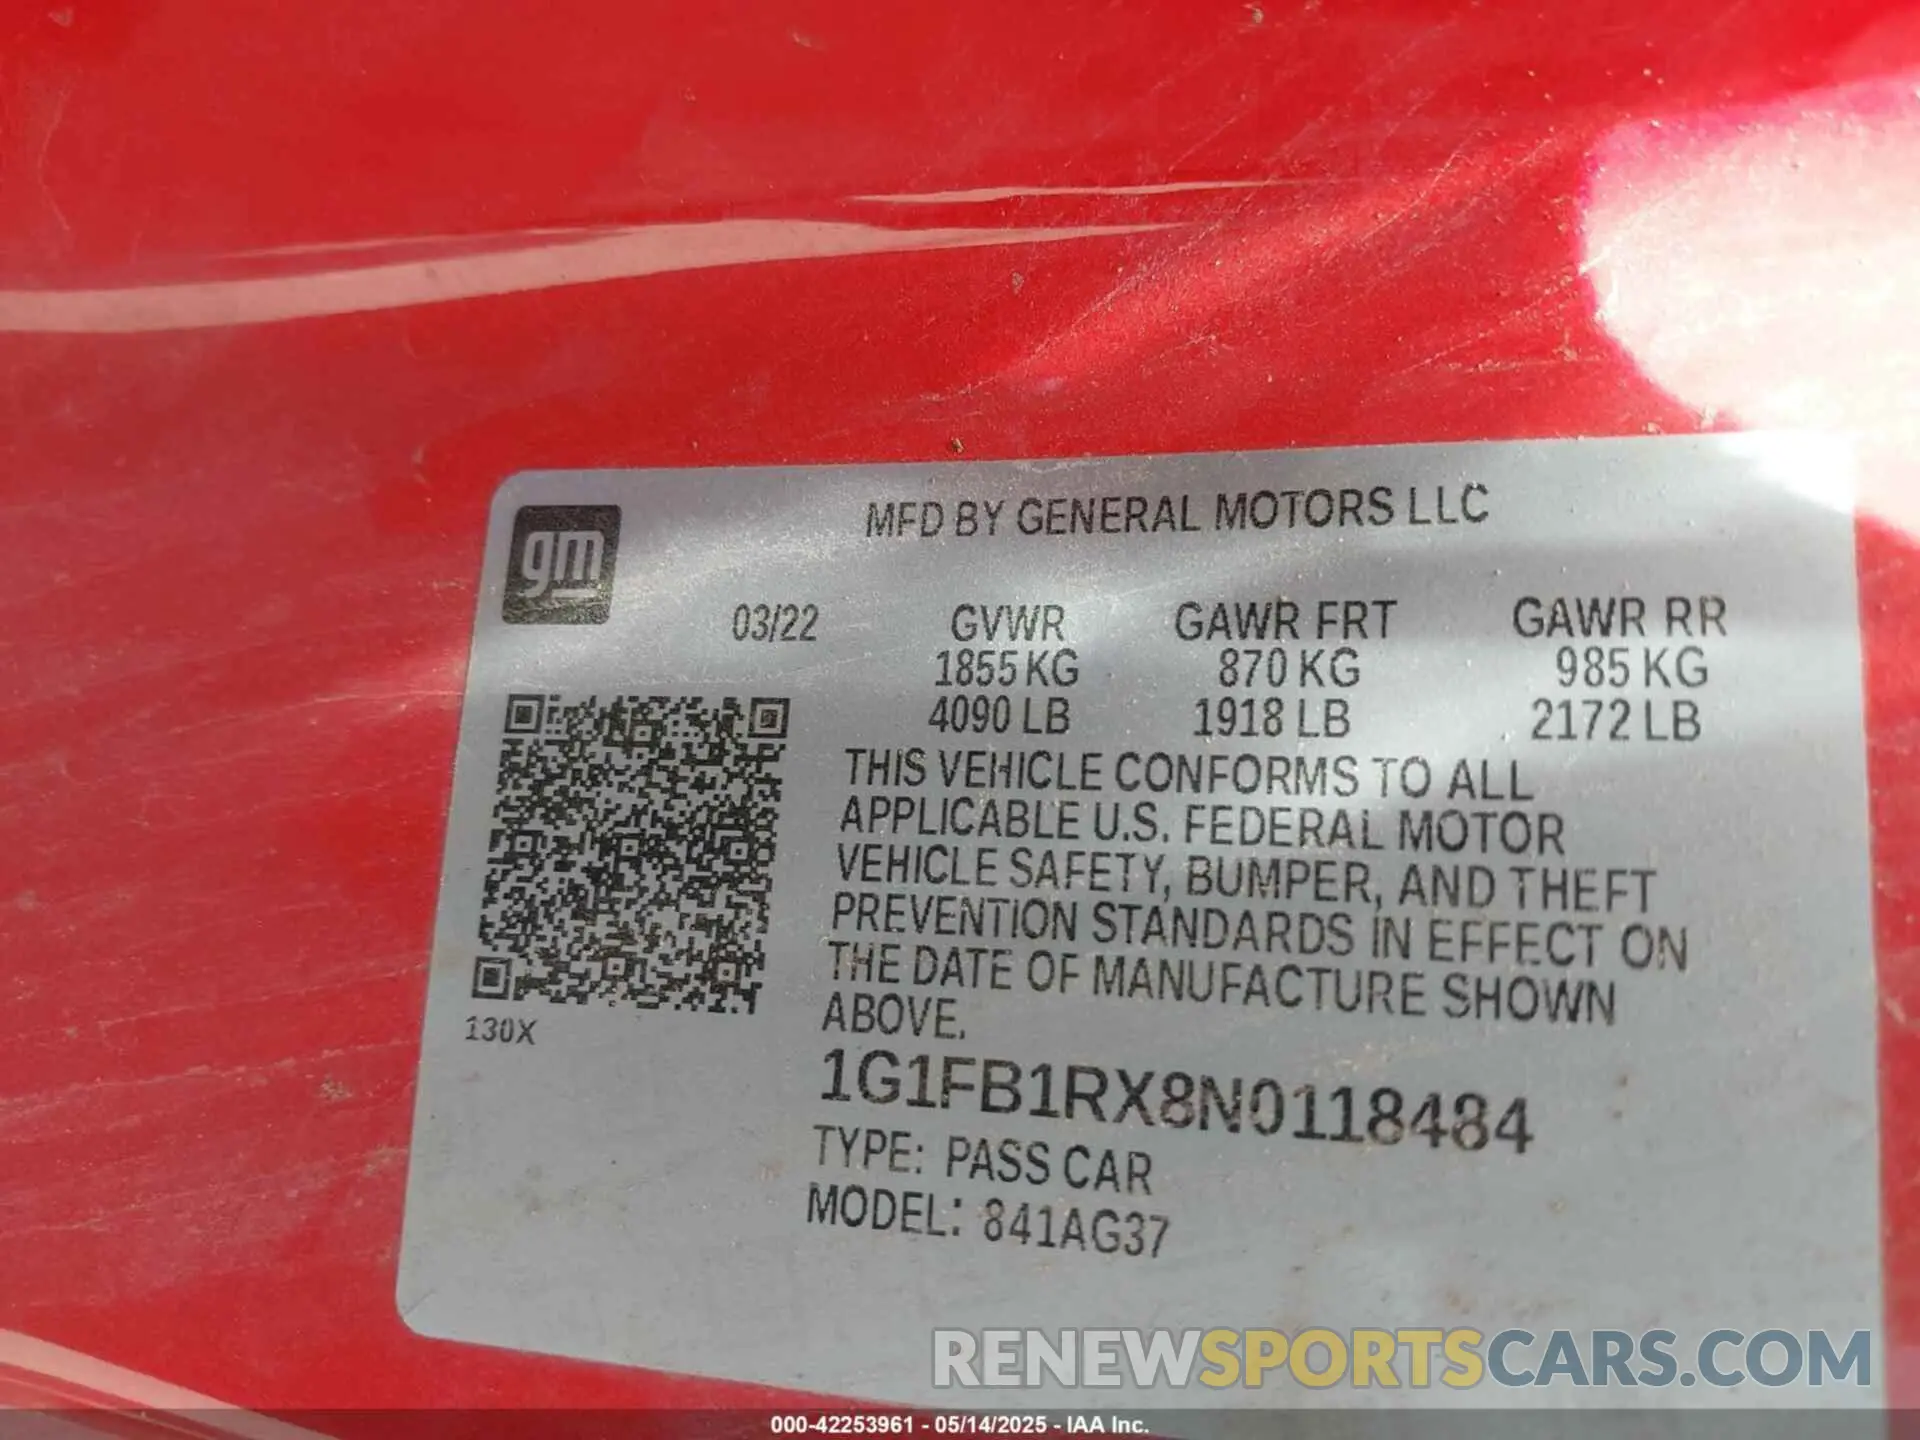 gm
MFD BY GENERAL MOTORS LLC
03/22 GVWR GAWR FRT GAWR RR
1855 KG 870 KG 985 KG
4090 LB 1918 LB 2172 LB
THIS VEHICLE CONFORMS TO ALL
APPLICABLE U.S. FEDERAL MOTOR
VEHICLE SAFETY, BUMPER, AND THEFT
PREVENTION STANDARDS IN EFFECT ON
THE DATE OF MANUFACTURE SHOWN
ABOVE.
130X
1G1FB1RX8N0118484
TYPE: PASS CAR
MODEL: 841AG37
RENEWSPORTSCARS.COM
000-42253961 - 05/14/2025 - IAA Inc.